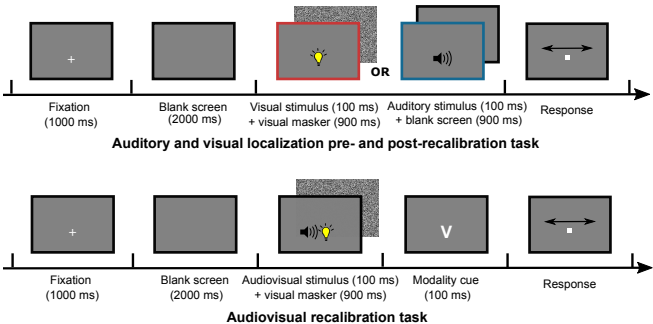 OR
Fixation
(1000 ms)
Blank screen
(2000 ms)
Visual stimulus (100 ms)
+ visual masker (900 ms)
Auditory stimulus (100 ms)
+ blank screen (900 ms)
Response
Auditory and visual localization pre- and post-recalibration task
V
Fixation
(1000 ms)
Blank screen
(2000 ms)
Audiovisual stimulus (100 ms)
+ visual masker (900 ms)
Modality cue
(100 ms)
Response
Audiovisual recalibration task